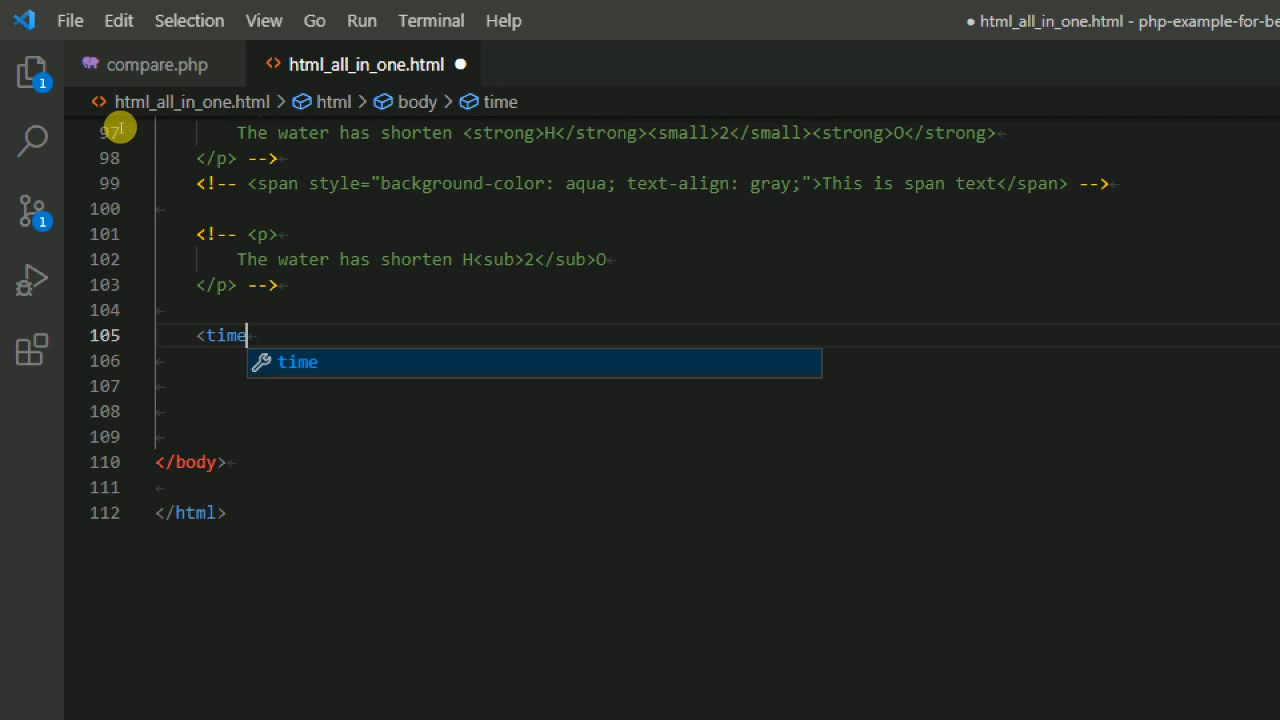 File Edit Selection View Go Run Terminal Help
● html_all_in_one.html - php-example-for-be
compare.php
<> html_all_in_one.html ●
<> html_all_in_one.html > html > body > time
97 The water has shorten <strong>H</strong><small>2</small><strong>O</strong>
98 </p> -->
99 <!-- <span style="background-color: aqua; text-align: gray;">This is span text</span> -->
100
101 <!-- <p>
102 The water has shorten H<sub>2</sub>O
103 </p> -->
104
105 <time
time
106
107
108
109
110 </body>
111
112 </html>
1
1